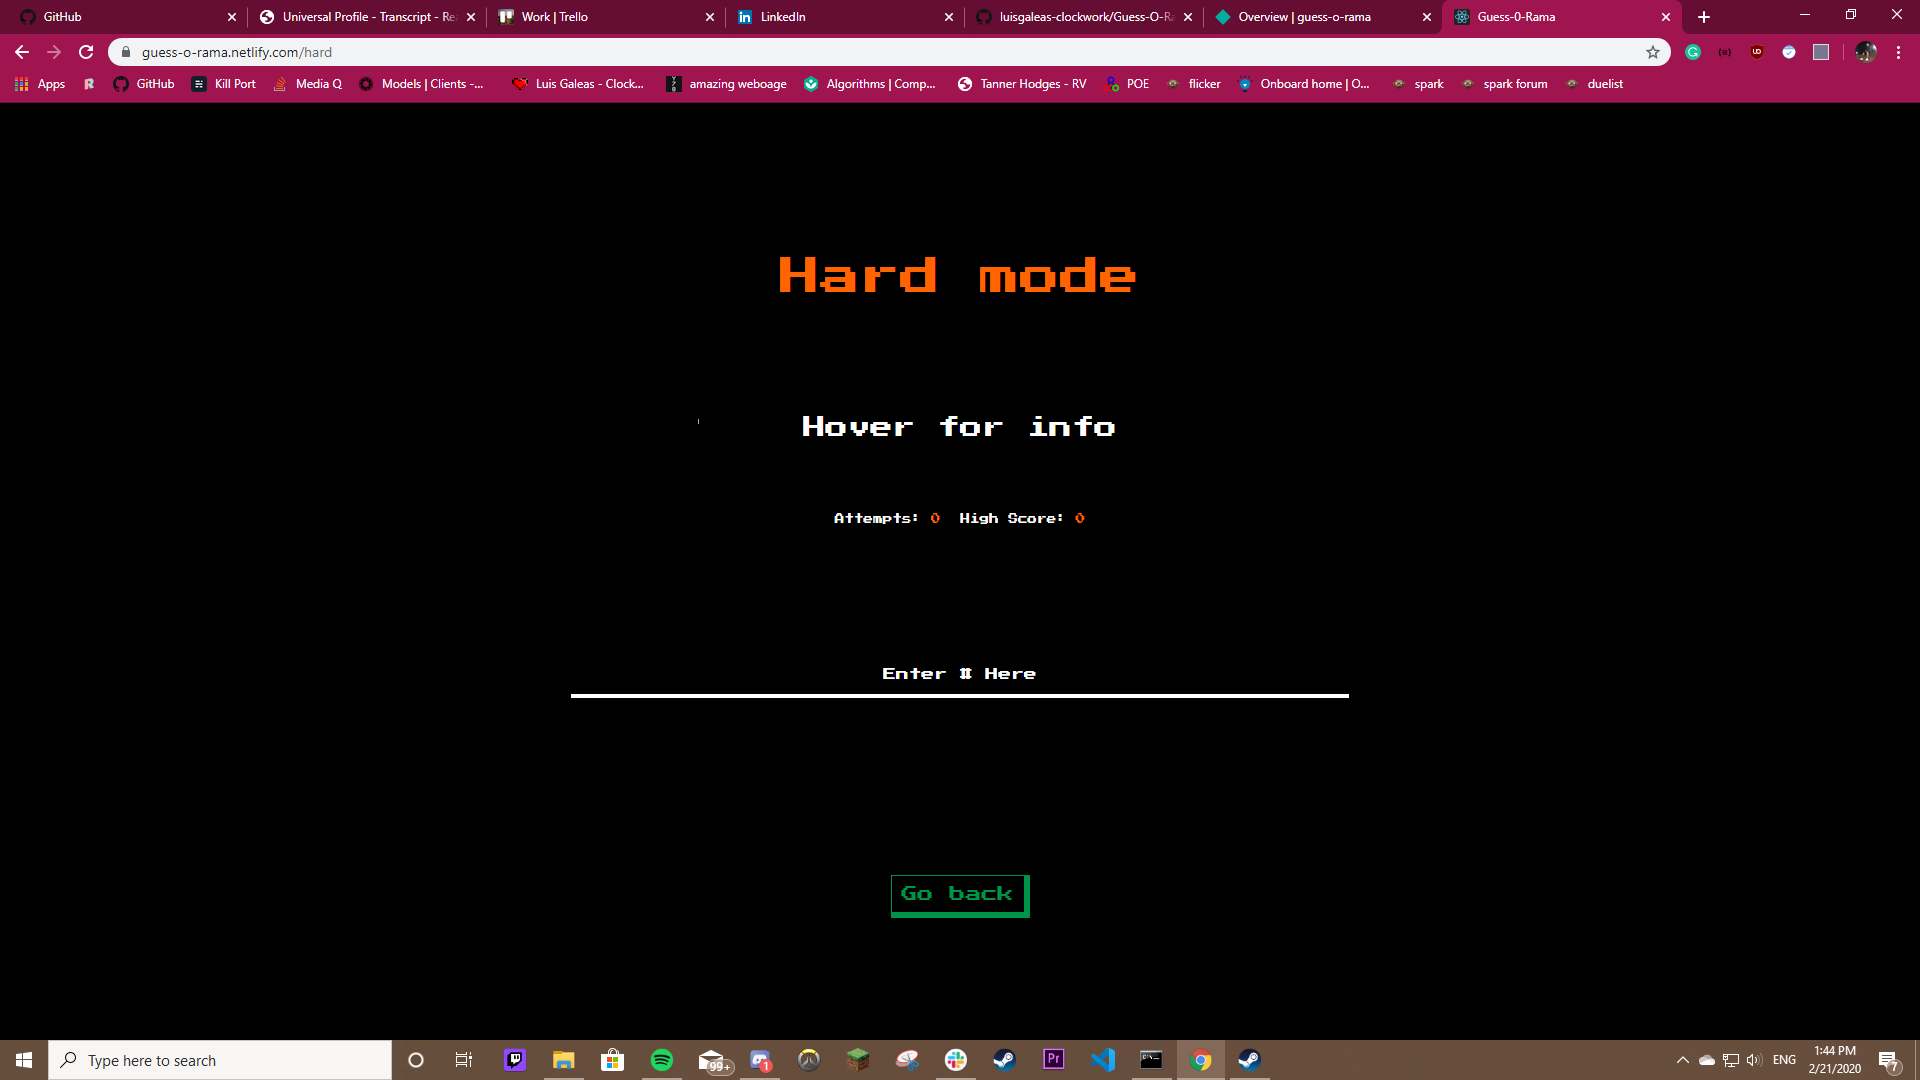 GitHub
Universal Profile - Transcript - Re
Work | Trello
LinkedIn
luisgaleas-clockwork/Guess-O-Ra
Overview | guess-o-rama
Guess-0-Rama
guess-o-rama.netlify.com/hard
Apps
GitHub
Kill Port
Media Q
Models | Clients -...
Luis Galeas - Clock...
amazing weboage
Algorithms | Comp...
Tanner Hodges - RV
POE
flicker
Onboard home | O...
spark
spark forum
duelist
Hard mode
Hover for info
Attempts: 0 High Score: 0
Enter # Here
Go back
Type here to search
99+
1
Pr
ENG
1:44 PM
2/21/2020
7